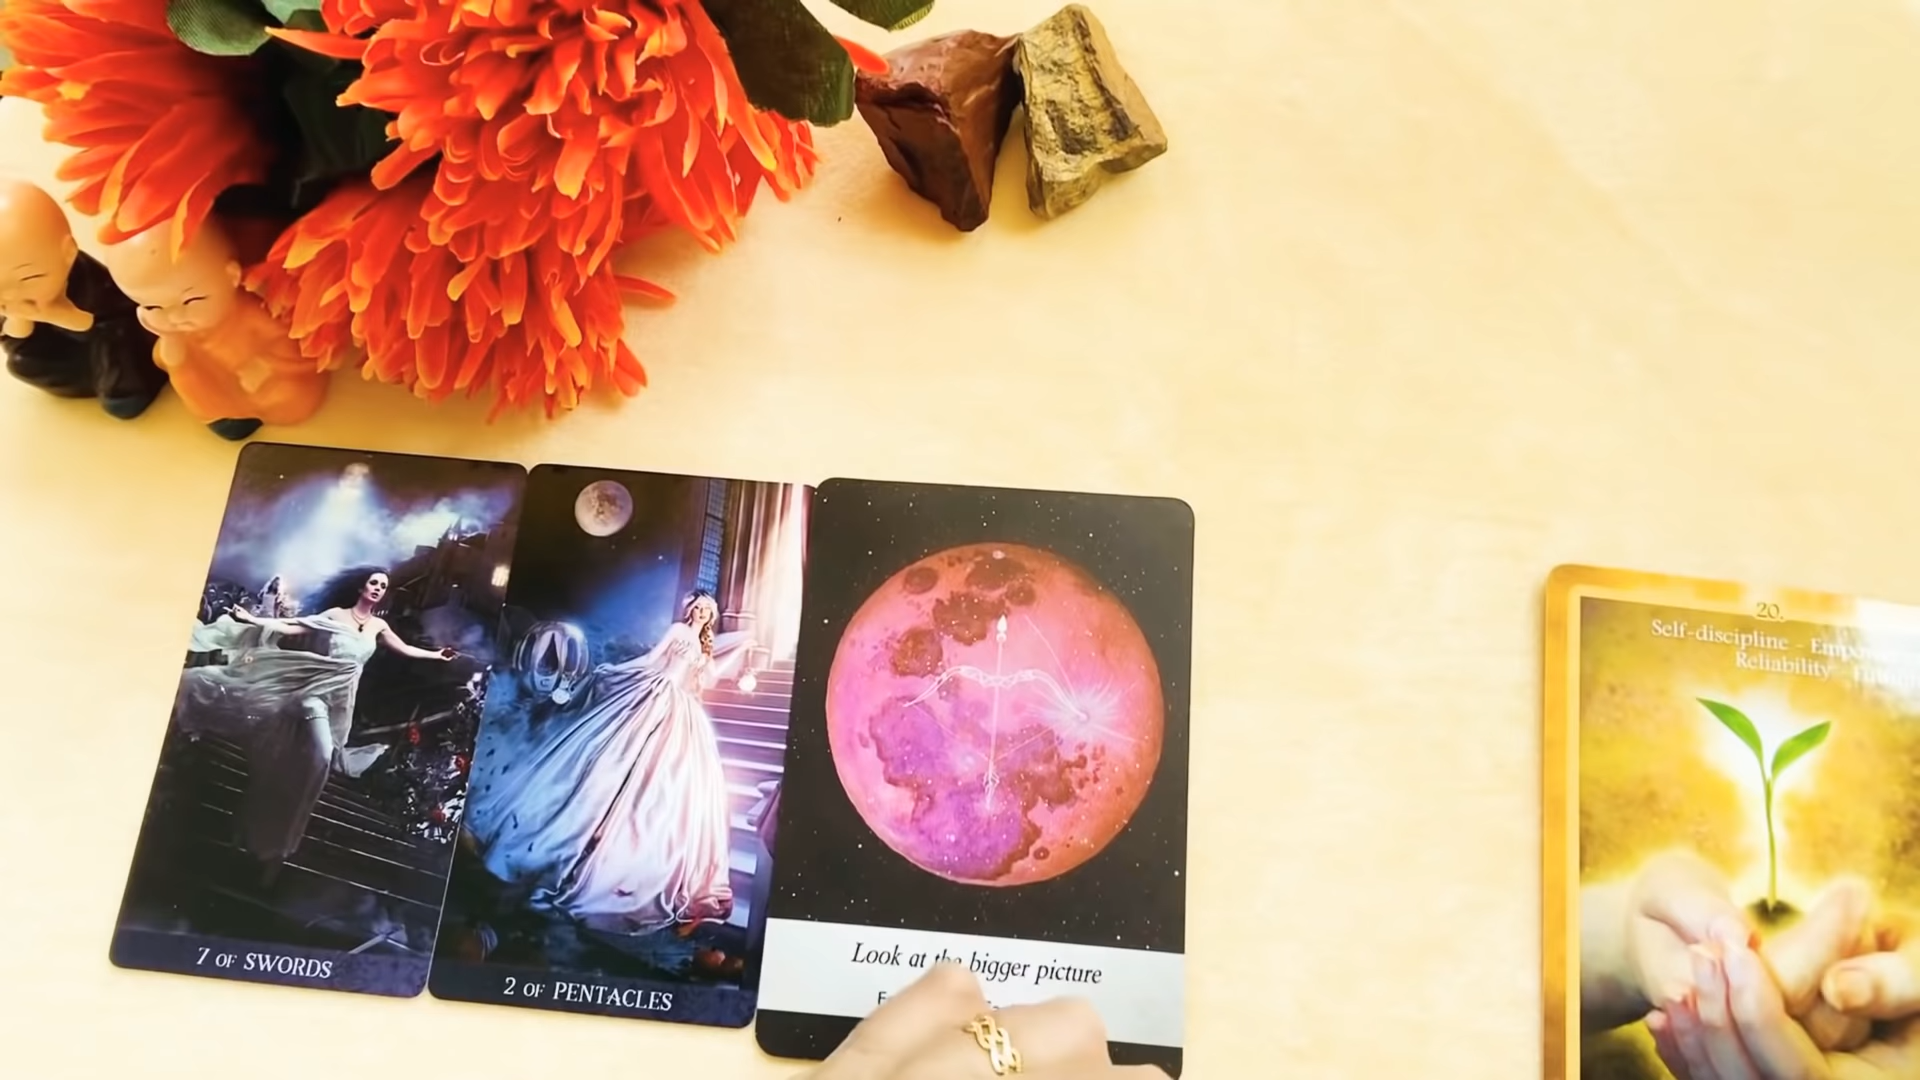 7 OF SWORDS
2 OF PENTACLES
Look at the bigger picture
20.
Self-discipline -
Reliability -